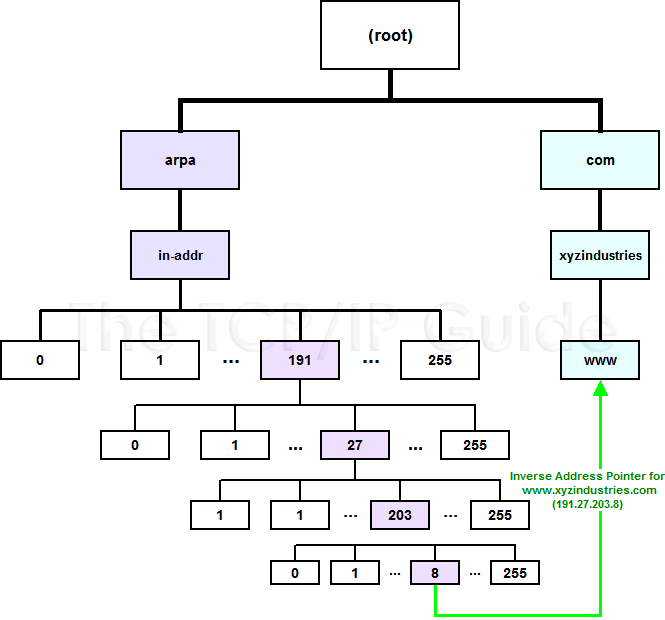 (root)
arpa
com
in-addr
xyzindustries
The TCP/IP Guide
0
1
...
191
...
255
www
0
1
...
27
...
255
Inverse Address Pointer for
www.xyzindustries.com
(191.27.203.8)
1
1
...
203
...
255
0
1
...
8
...
255